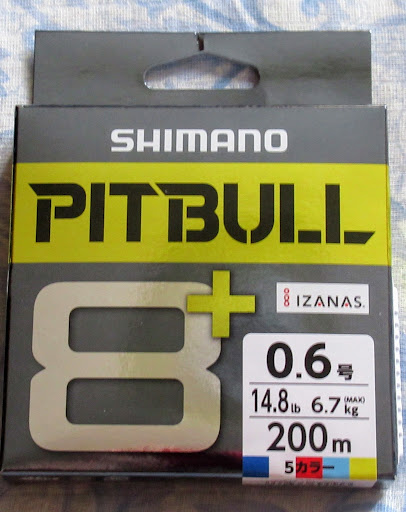 SHIMANO
PITBULL
8+
IZANAS
0.6号
14.8lb 6.7kg (MAX)
200m
5カラー